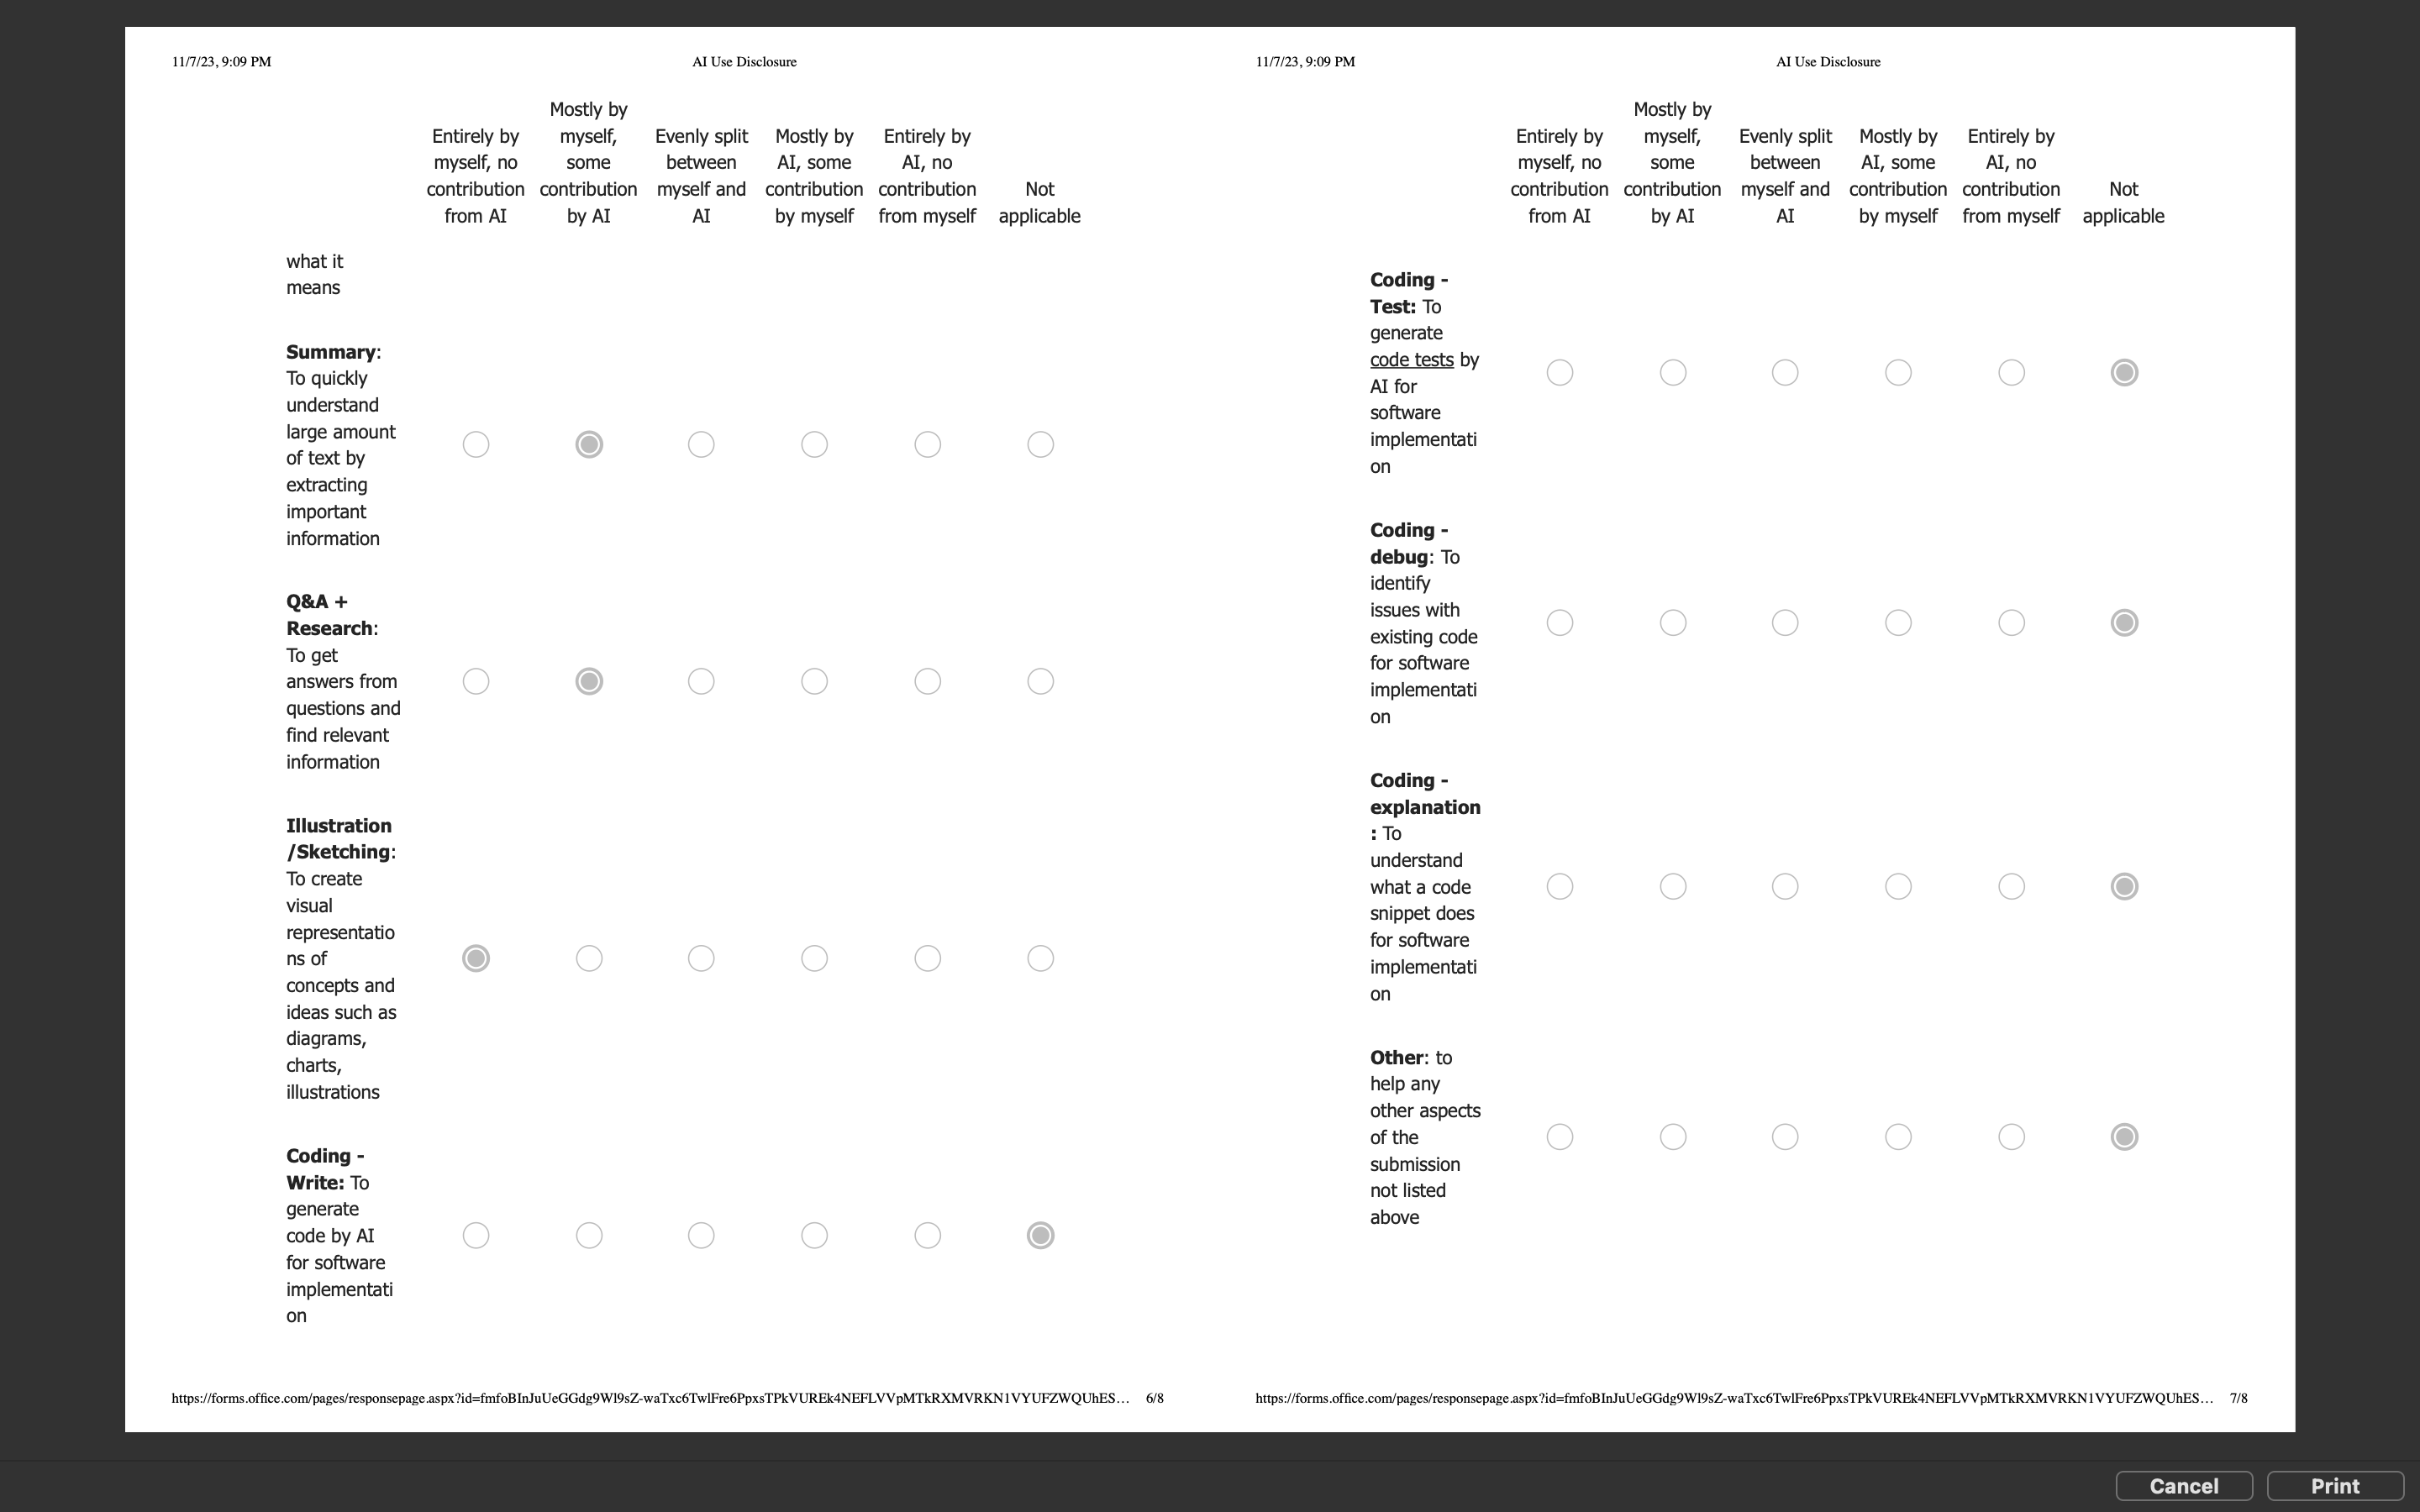 11/7/23, 9:09 PM
AI Use Disclosure
Entirely by
myself, no
contribution
from AI
Mostly by
myself,
some
contribution
by AI
Evenly split
between
myself and
AI
Mostly by
AI, some
contribution
by myself
Entirely by
AI, no
contribution
from myself
Not
applicable
what it
means
Summary:
To quickly
understand
large amount
of text by
extracting
important
information
Q&A +
Research:
To get
answers from
questions and
find relevant
information
Illustration
/Sketching:
To create
visual
representatio
ns of
concepts and
ideas such as
diagrams,
charts,
illustrations
Coding -
Write: To
generate
code by AI
for software
implementati
on
https://forms.office.com/pages/responsepage.aspx?id=fmfoBInJuUeGGdg9Wl9sZ-waTxc6TwlFre6PpxsTPkVUREk4NEFLVVpMTkRXMVRKN1VYUFZWQUhES… 6/8
11/7/23, 9:09 PM
AI Use Disclosure
Entirely by
myself, no
contribution
from AI
Mostly by
myself,
some
contribution
by AI
Evenly split
between
myself and
AI
Mostly by
AI, some
contribution
by myself
Entirely by
AI, no
contribution
from myself
Not
applicable
Coding -
Test: To
generate
code tests by
AI for
software
implementati
on
Coding -
debug: To
identify
issues with
existing code
for software
implementati
on
Coding -
explanation
: To
understand
what a code
snippet does
for software
implementati
on
Other: to
help any
other aspects
of the
submission
not listed
above
https://forms.office.com/pages/responsepage.aspx?id=fmfoBInJuUeGGdg9Wl9sZ-waTxc6TwlFre6PpxsTPkVUREk4NEFLVVpMTkRXMVRKN1VYUFZWQUhES… 7/8
Cancel
Print